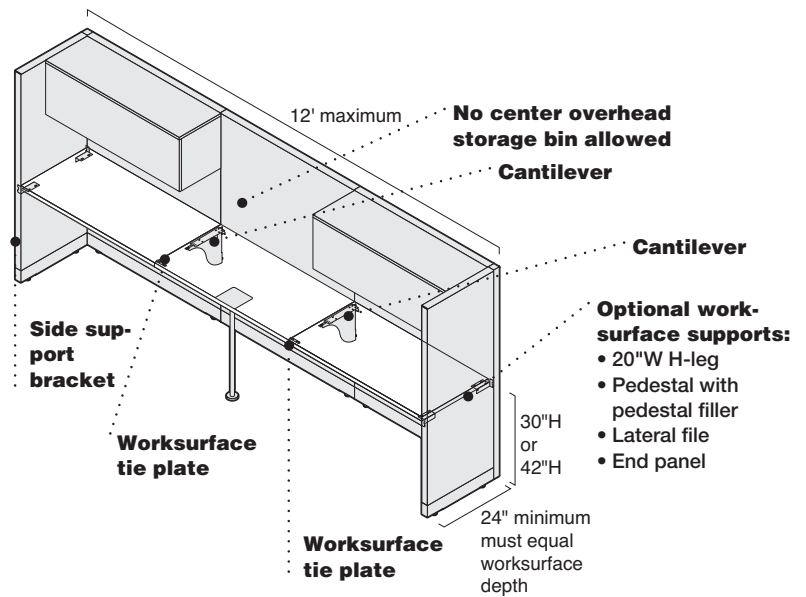 12' maximum
No center overhead
storage bin allowed
Cantilever
Cantilever
Optional work-
surface supports:
• 20"W H-leg
• Pedestal with
pedestal filler
• Lateral file
• End panel
Side sup-
port
bracket
Worksurface
tie plate
30"H
or
42"H
24" minimum
must equal
worksurface
depth
Worksurface
tie plate